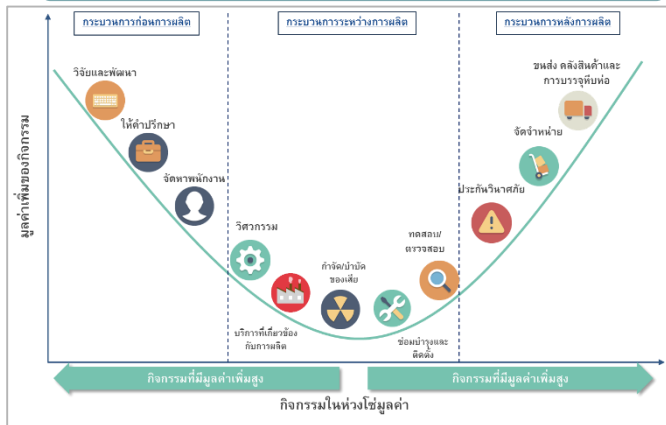 กระบวนการก่อนการผลิต
กระบวนการระหว่างการผลิต
กระบวนการหลังการผลิต
มูลค่าเพิ่มของกิจกรรม
วิจัยและพัฒนา
ให้คำปรึกษา
จัดหาพนักงาน
วิศวกรรม
บริการที่เกี่ยวข้อง
กับการผลิต
กำจัด/บำบัด
ของเสีย
ซ่อมบำรุงและ
ติดตั้ง
ทดสอบ/
ตรวจสอบ
ประกันวินาศภัย
จัดจำหน่าย
ขนส่ง คลังสินค้าและ
การบรรจุหีบห่อ
กิจกรรมที่มีมูลค่าเพิ่มสูง
กิจกรรมที่มีมูลค่าเพิ่มสูง
กิจกรรมในห่วงโซ่มูลค่า